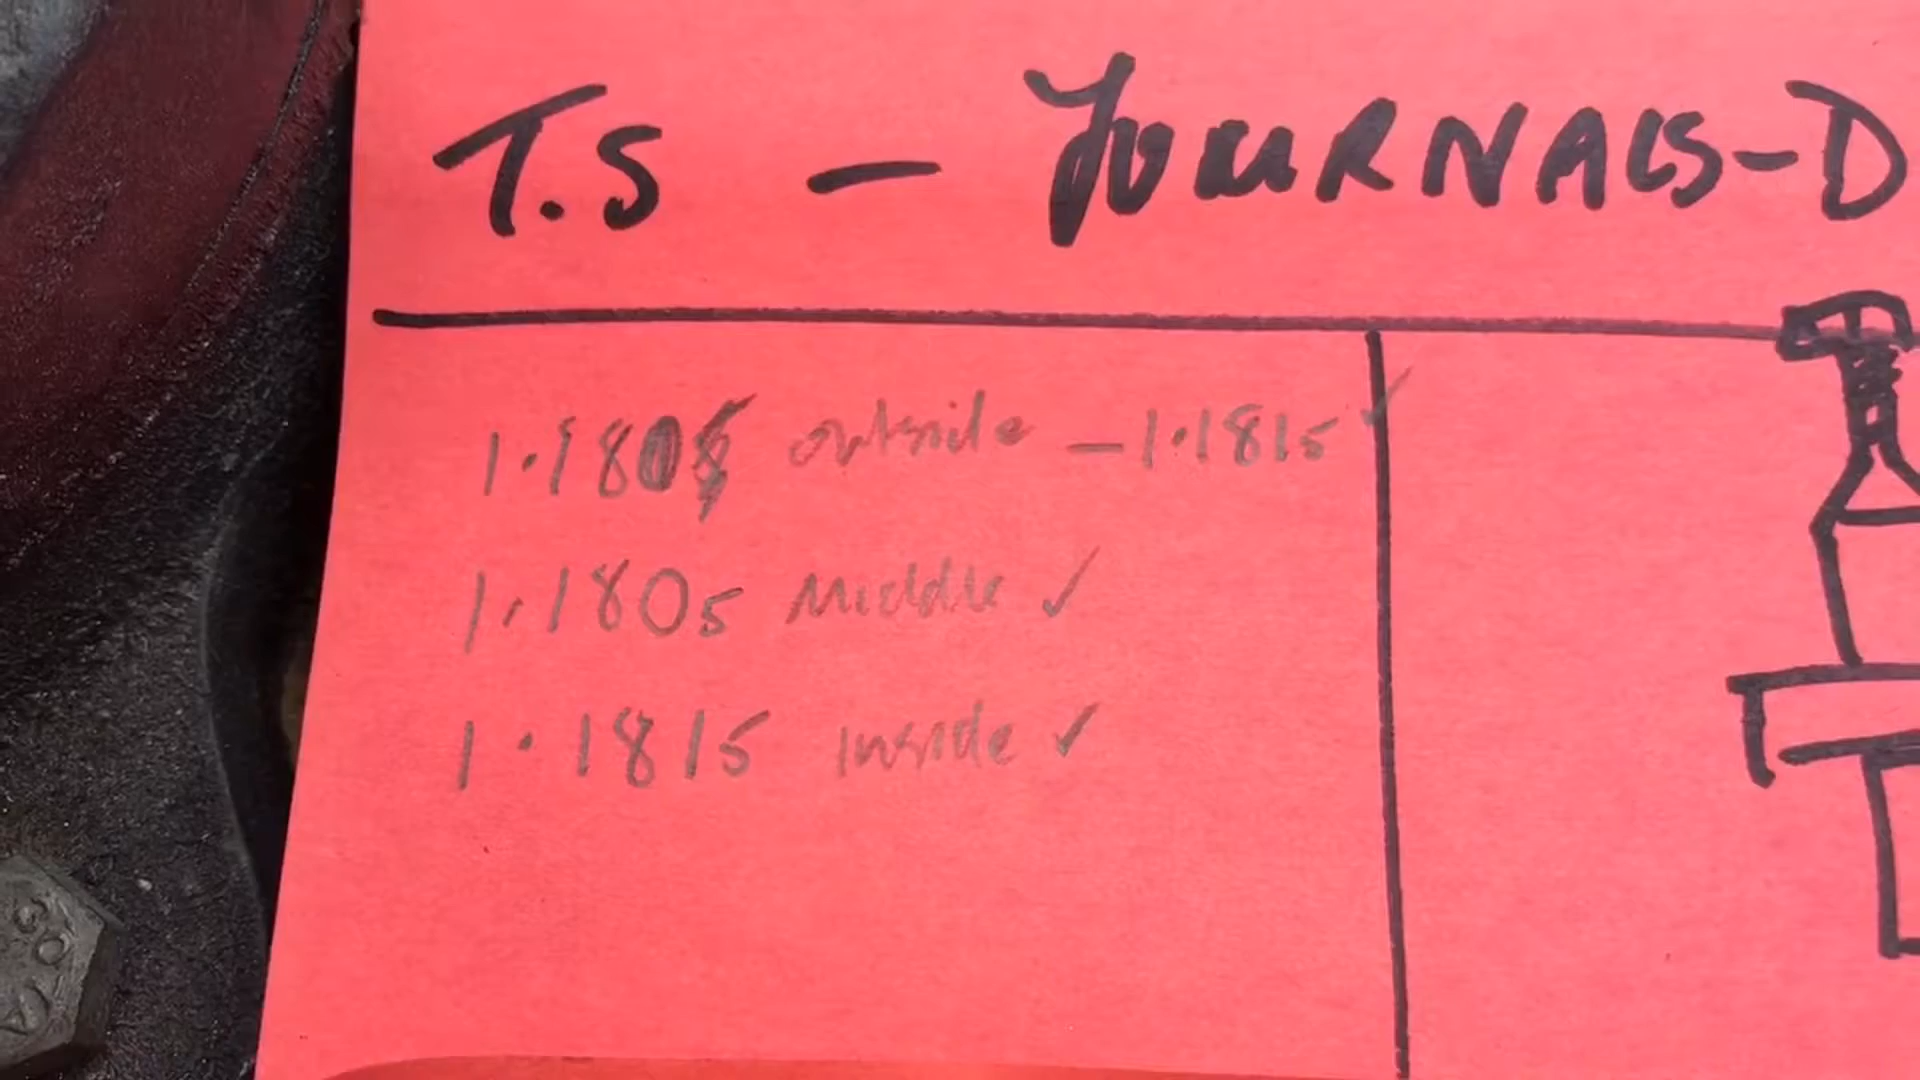 T.S - JOURNALS-D
1.1805 outside - 1.1815 ✓
1.1805 Middle ✓
1.1815 Inside ✓